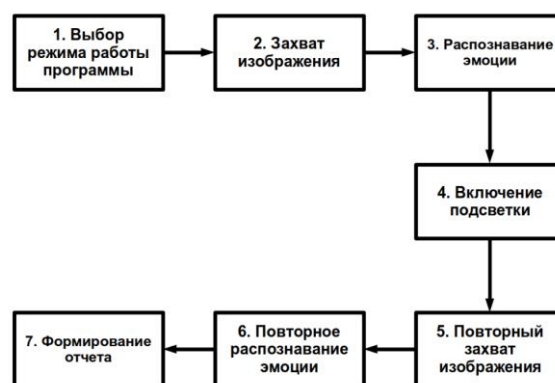 1. Выбор
режима работы
программы
2. Захват
изображения
3. Распознавание
эмоции
4. Включение
подсветки
5. Повторный
захват
изображения
6. Повторное
распознавание
эмоции
7. Формирование
отчета